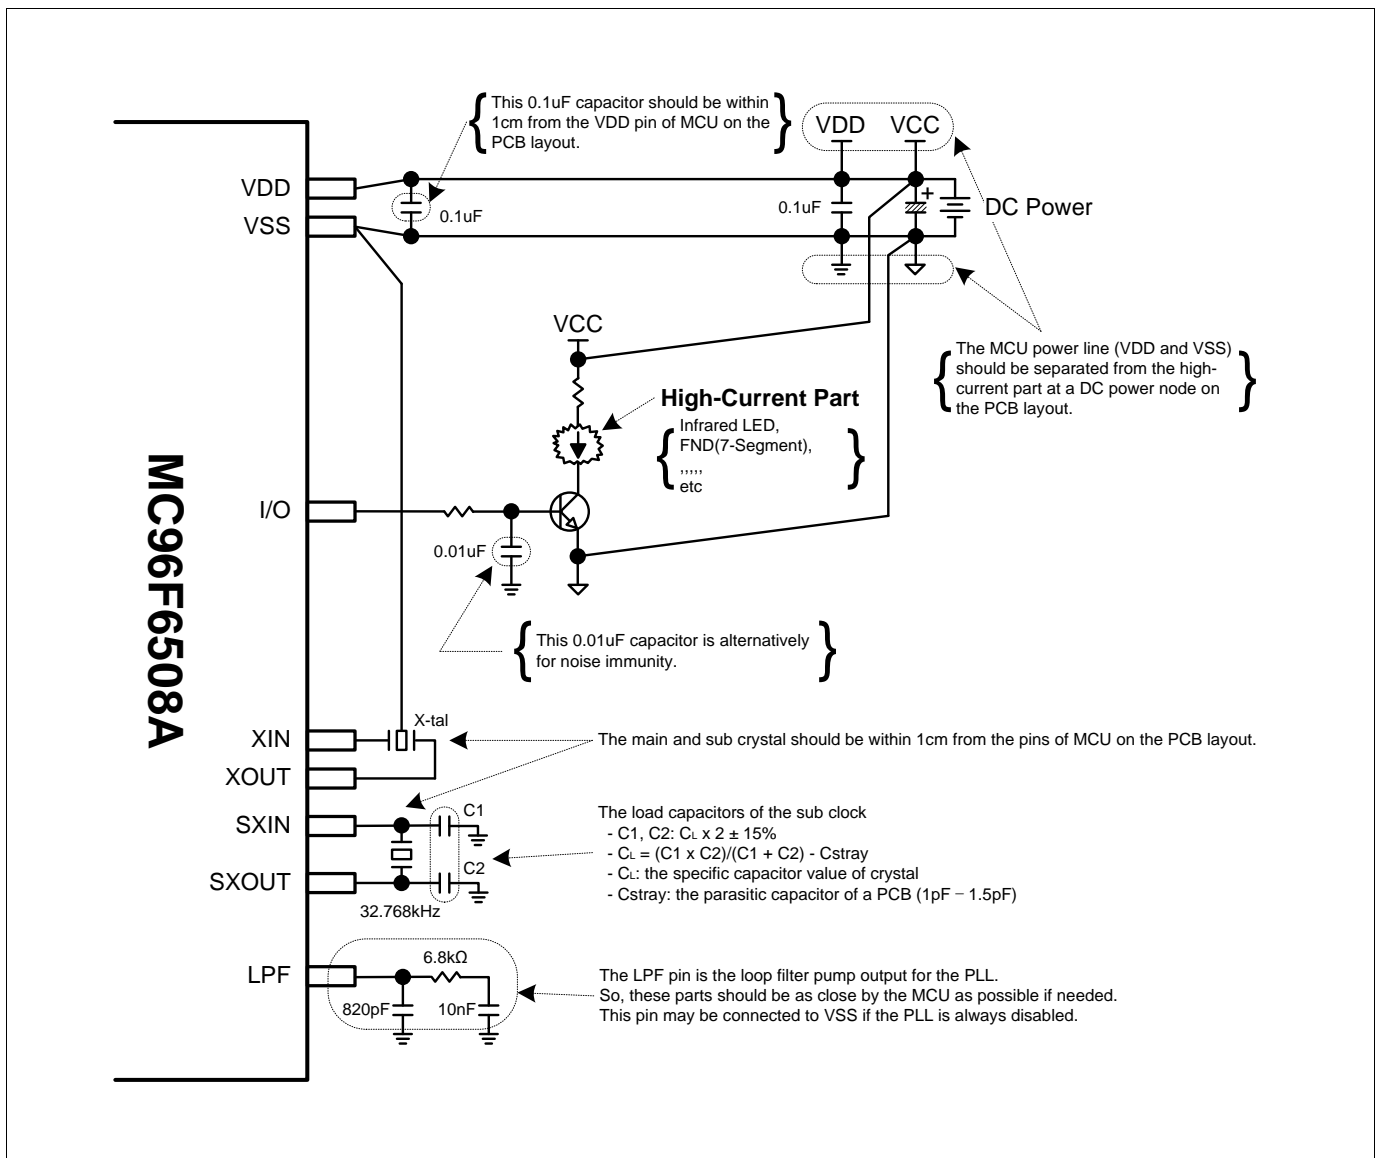 This 0.1uF capacitor should be within
1cm from the VDD pin of MCU on the
PCB layout.
VDD
VCC
VDD
VSS
0.1uF
0.1uF
+
DC Power
VCC
The MCU power line (VDD and VSS)
should be separated from the high-
current part at a DC power node on
the PCB layout.
High-Current Part
Infrared LED,
FND(7-Segment),
,,,,,
etc
MC96F6508A
I/O
0.01uF
This 0.01uF capacitor is alternatively
for noise immunity.
X-tal
XIN
XOUT
The main and sub crystal should be within 1cm from the pins of MCU on the PCB layout.
SXIN
C1
SXOUT
C2
32.768kHz
The load capacitors of the sub clock
- C1, C2: CL x 2 ± 15%
- CL = (C1 x C2)/(C1 + C2) - Cstray
- CL: the specific capacitor value of crystal
- Cstray: the parasitic capacitor of a PCB (1pF – 1.5pF)
LPF
6.8kΩ
820pF
10nF
The LPF pin is the loop filter pump output for the PLL.
So, these parts should be as close by the MCU as possible if needed.
This pin may be connected to VSS if the PLL is always disabled.